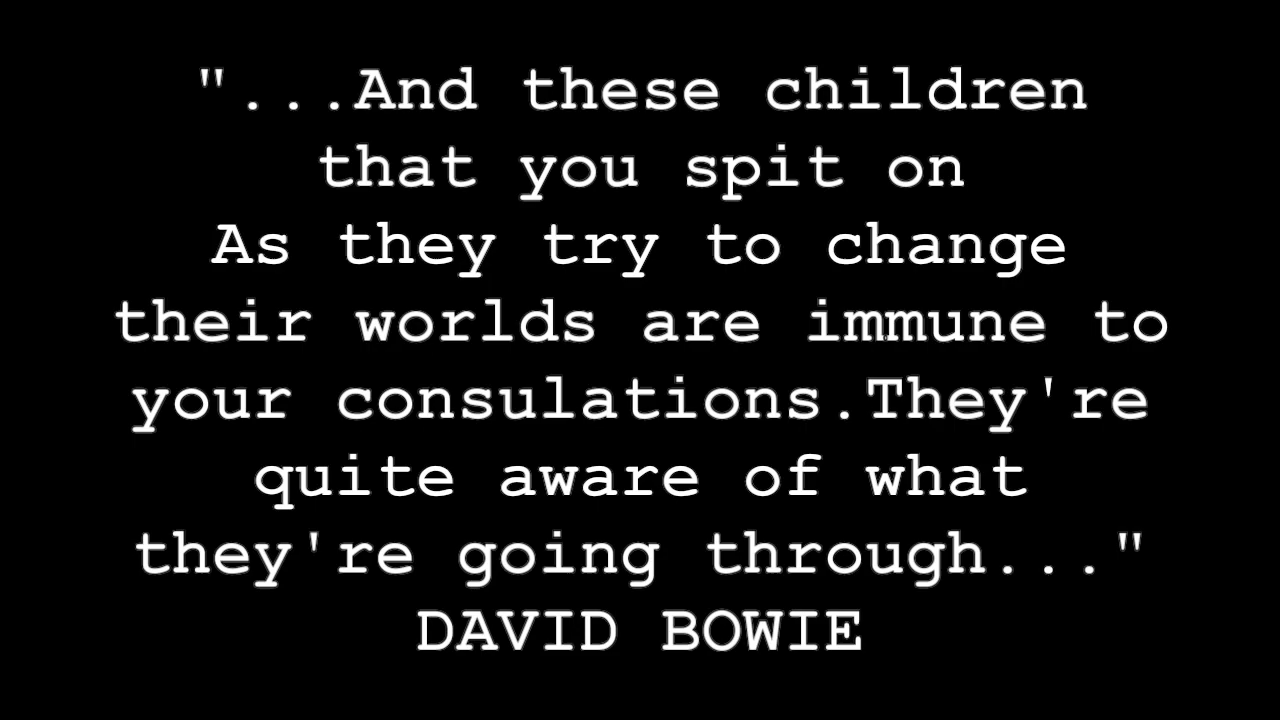 "...And these children
that you spit on
As they try to change
their worlds are immune to
your consulations.They're
quite aware of what
they're going through..."
DAVID BOWIE